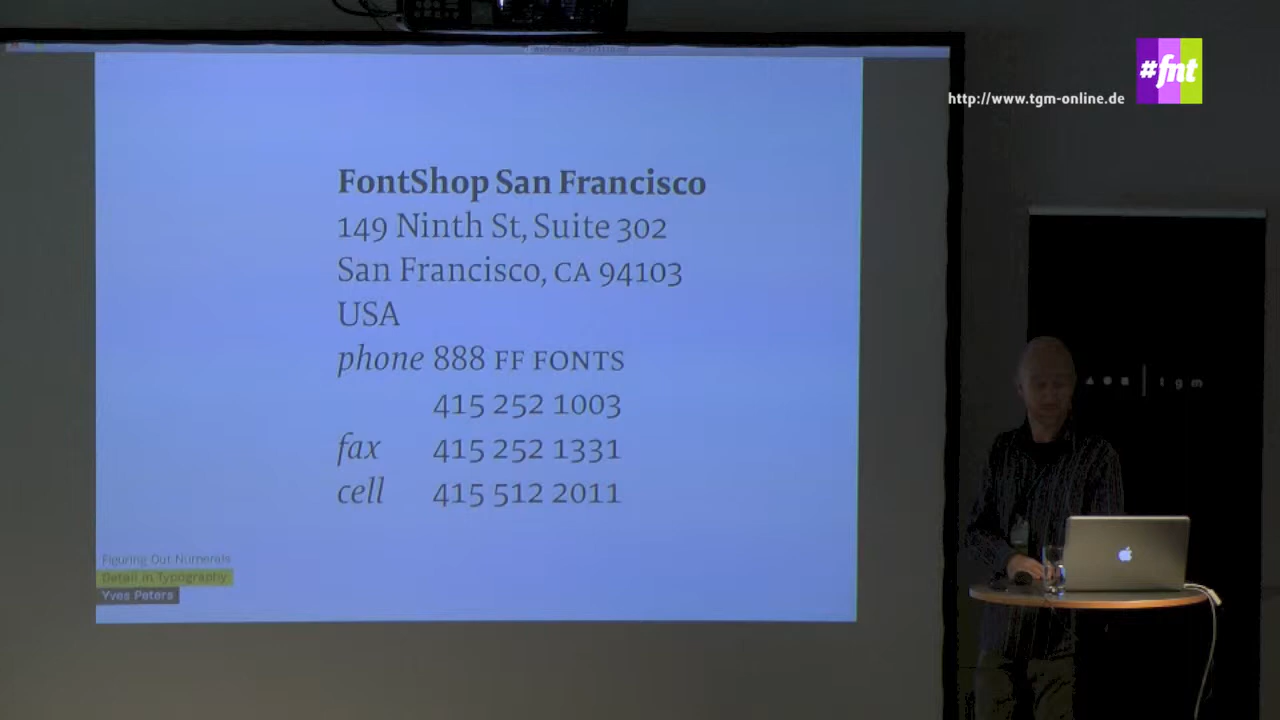 #fnt
http://www.tgm-online.de
FontShop San Francisco
149 Ninth St, Suite 302
San Francisco, CA 94103
USA
phone 888 FF FONTS
415 252 1003
fax 415 252 1331
cell 415 512 2011
tgm
Figuring Out Numerals
Detail in Typography
Yves Peters